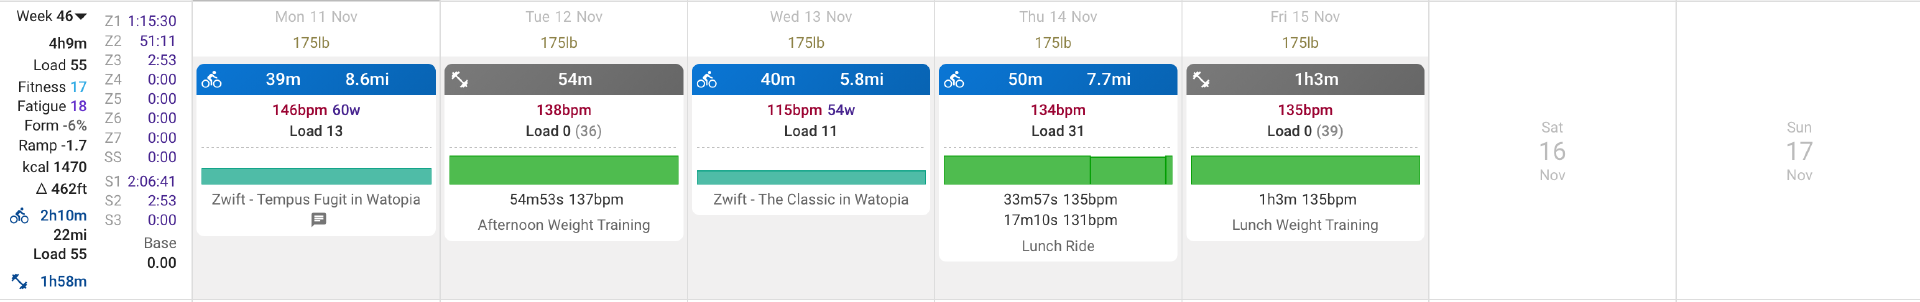 Week 46
4h9m
Load 55
Fitness 17
Fatigue 18
Form -6%
Ramp -1.7
kcal 1470
Δ 462ft
2h10m
22mi
Load 55
1h58m
Z1 1:15:30
Z2 51:11
Z3 2:53
Z4 0:00
Z5 0:00
Z6 0:00
Z7 0:00
SS 0:00
S1 2:06:41
S2 2:53
S3 0:00
Base
0.00
Mon 11 Nov
175lb
39m 8.6mi
146bpm 60w
Load 13
Zwift - Tempus Fugit in Watopia
Tue 12 Nov
175lb
54m
138bpm
Load 0 (36)
54m53s 137bpm
Afternoon Weight Training
Wed 13 Nov
175lb
40m 5.8mi
115bpm 54w
Load 11
Zwift - The Classic in Watopia
Thu 14 Nov
175lb
50m 7.7mi
134bpm
Load 31
33m57s 135bpm
17m10s 131bpm
Lunch Ride
Fri 15 Nov
175lb
1h3m
135bpm
Load 0 (39)
1h3m 135bpm
Lunch Weight Training
Sat
16
Nov
Sun
17
Nov